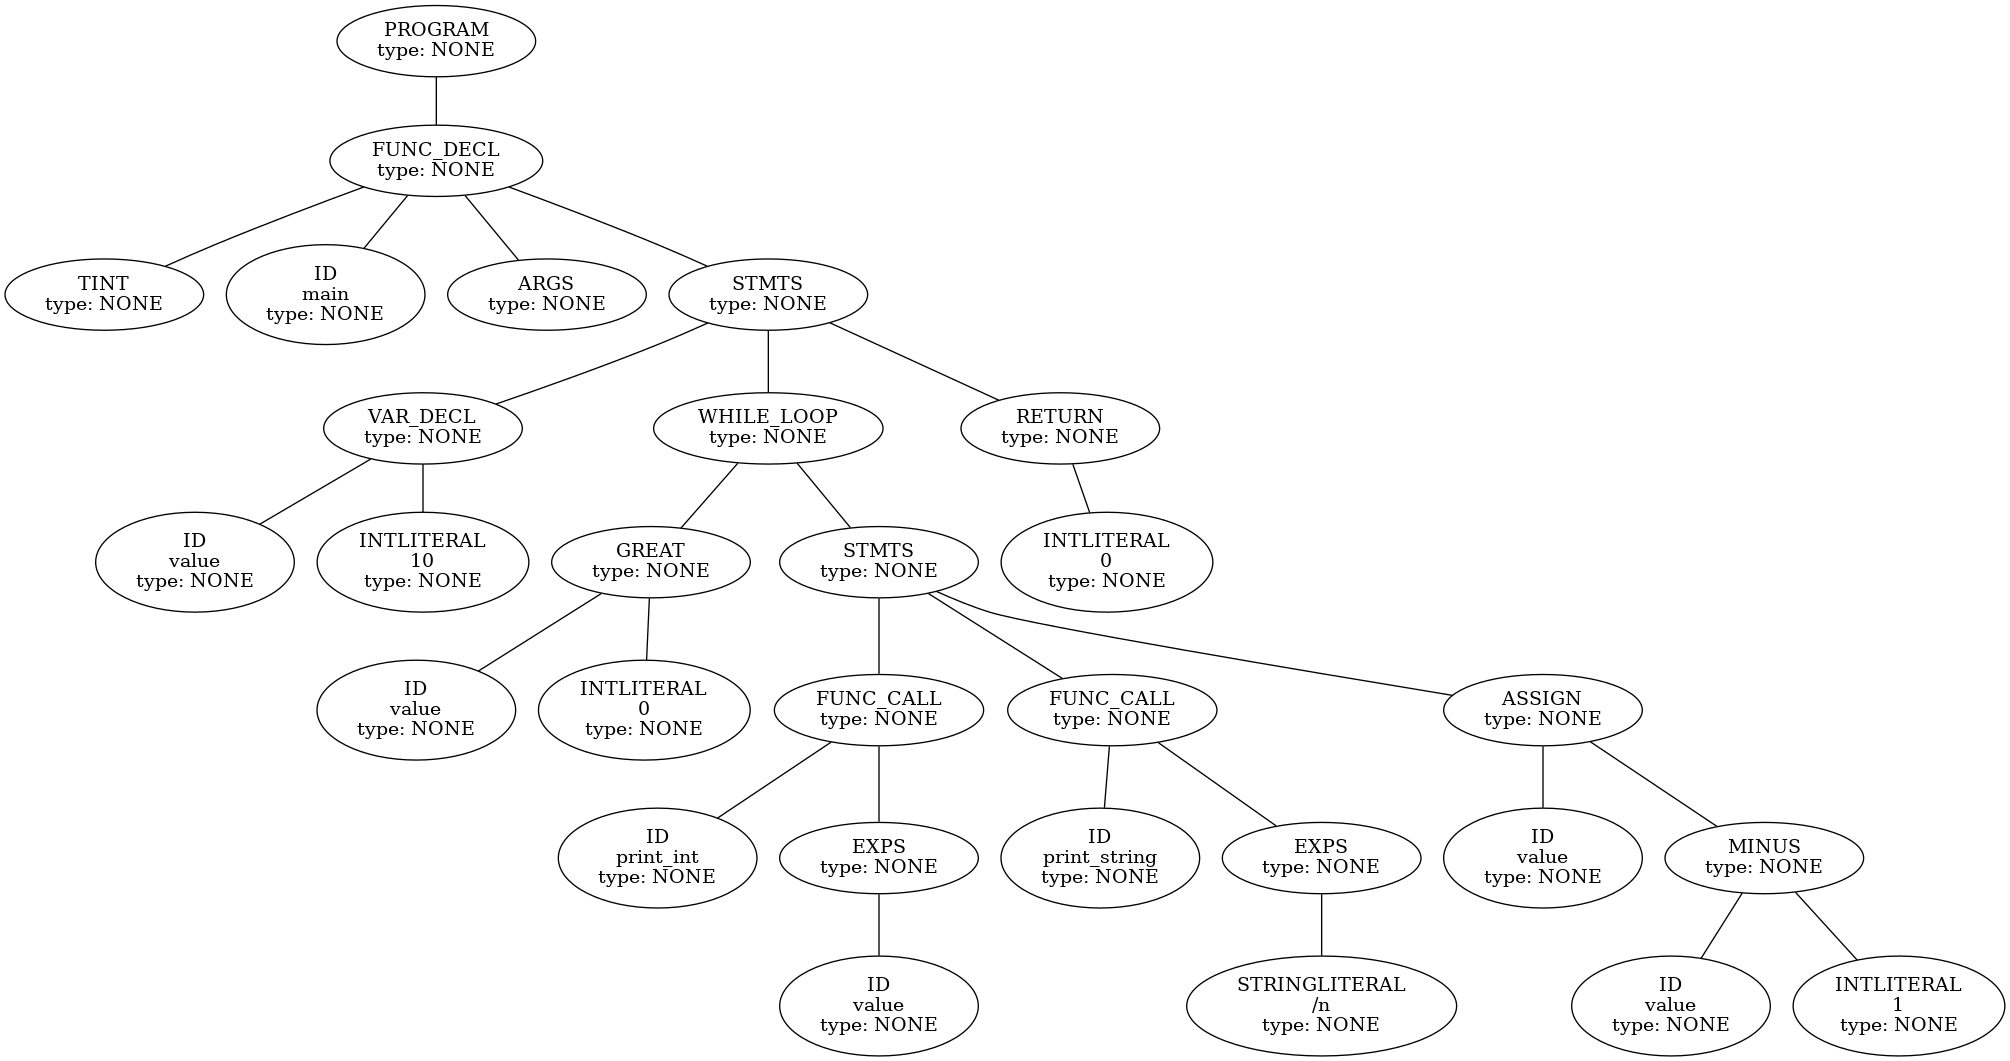 PROGRAM
type: NONE
FUNC_DECL
type: NONE
TINT
type: NONE
ID
main
type: NONE
ARGS
type: NONE
STMTS
type: NONE
VAR_DECL
type: NONE
WHILE_LOOP
type: NONE
RETURN
type: NONE
ID
value
type: NONE
INTLITERAL
10
type: NONE
GREAT
type: NONE
STMTS
type: NONE
INTLITERAL
0
type: NONE
ID
value
type: NONE
INTLITERAL
0
type: NONE
FUNC_CALL
type: NONE
FUNC_CALL
type: NONE
ASSIGN
type: NONE
ID
print_int
type: NONE
EXPS
type: NONE
ID
print_string
type: NONE
EXPS
type: NONE
ID
value
type: NONE
MINUS
type: NONE
ID
value
type: NONE
STRINGLITERAL
/n
type: NONE
ID
value
type: NONE
INTLITERAL
1
type: NONE